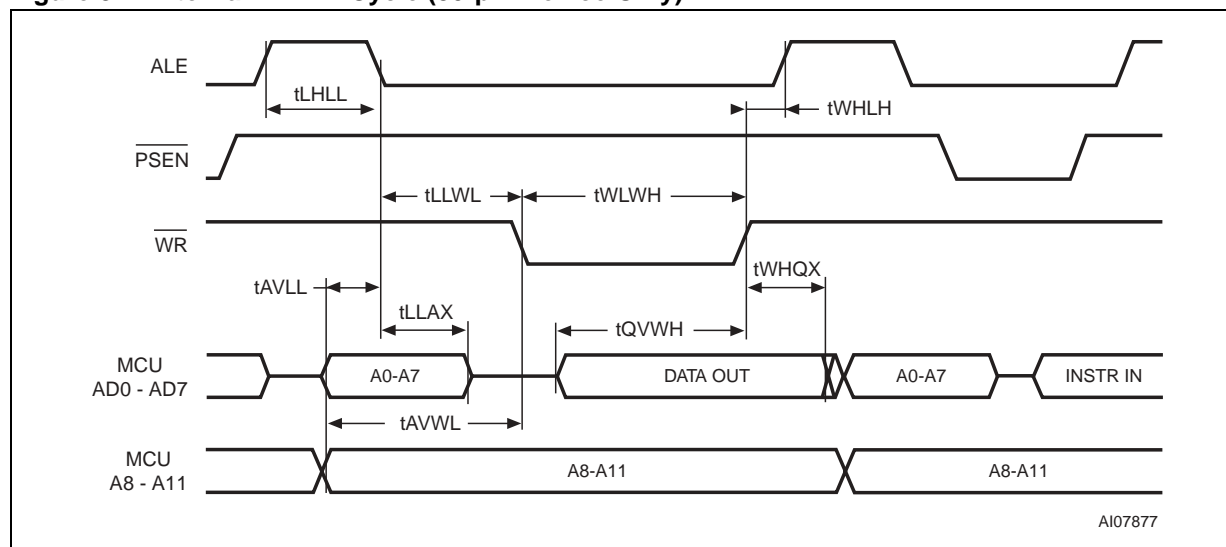 ALE
tLHLL
tWHLH
PSEN
tLLWL
tWLWH
WR
tWHQX
tAVLL
tLLAX
tQVWH
MCU
AD0 - AD7
A0-A7
DATA OUT
A0-A7
INSTR IN
tAVWL
MCU
A8 - A11
A8-A11
A8-A11
AI07877